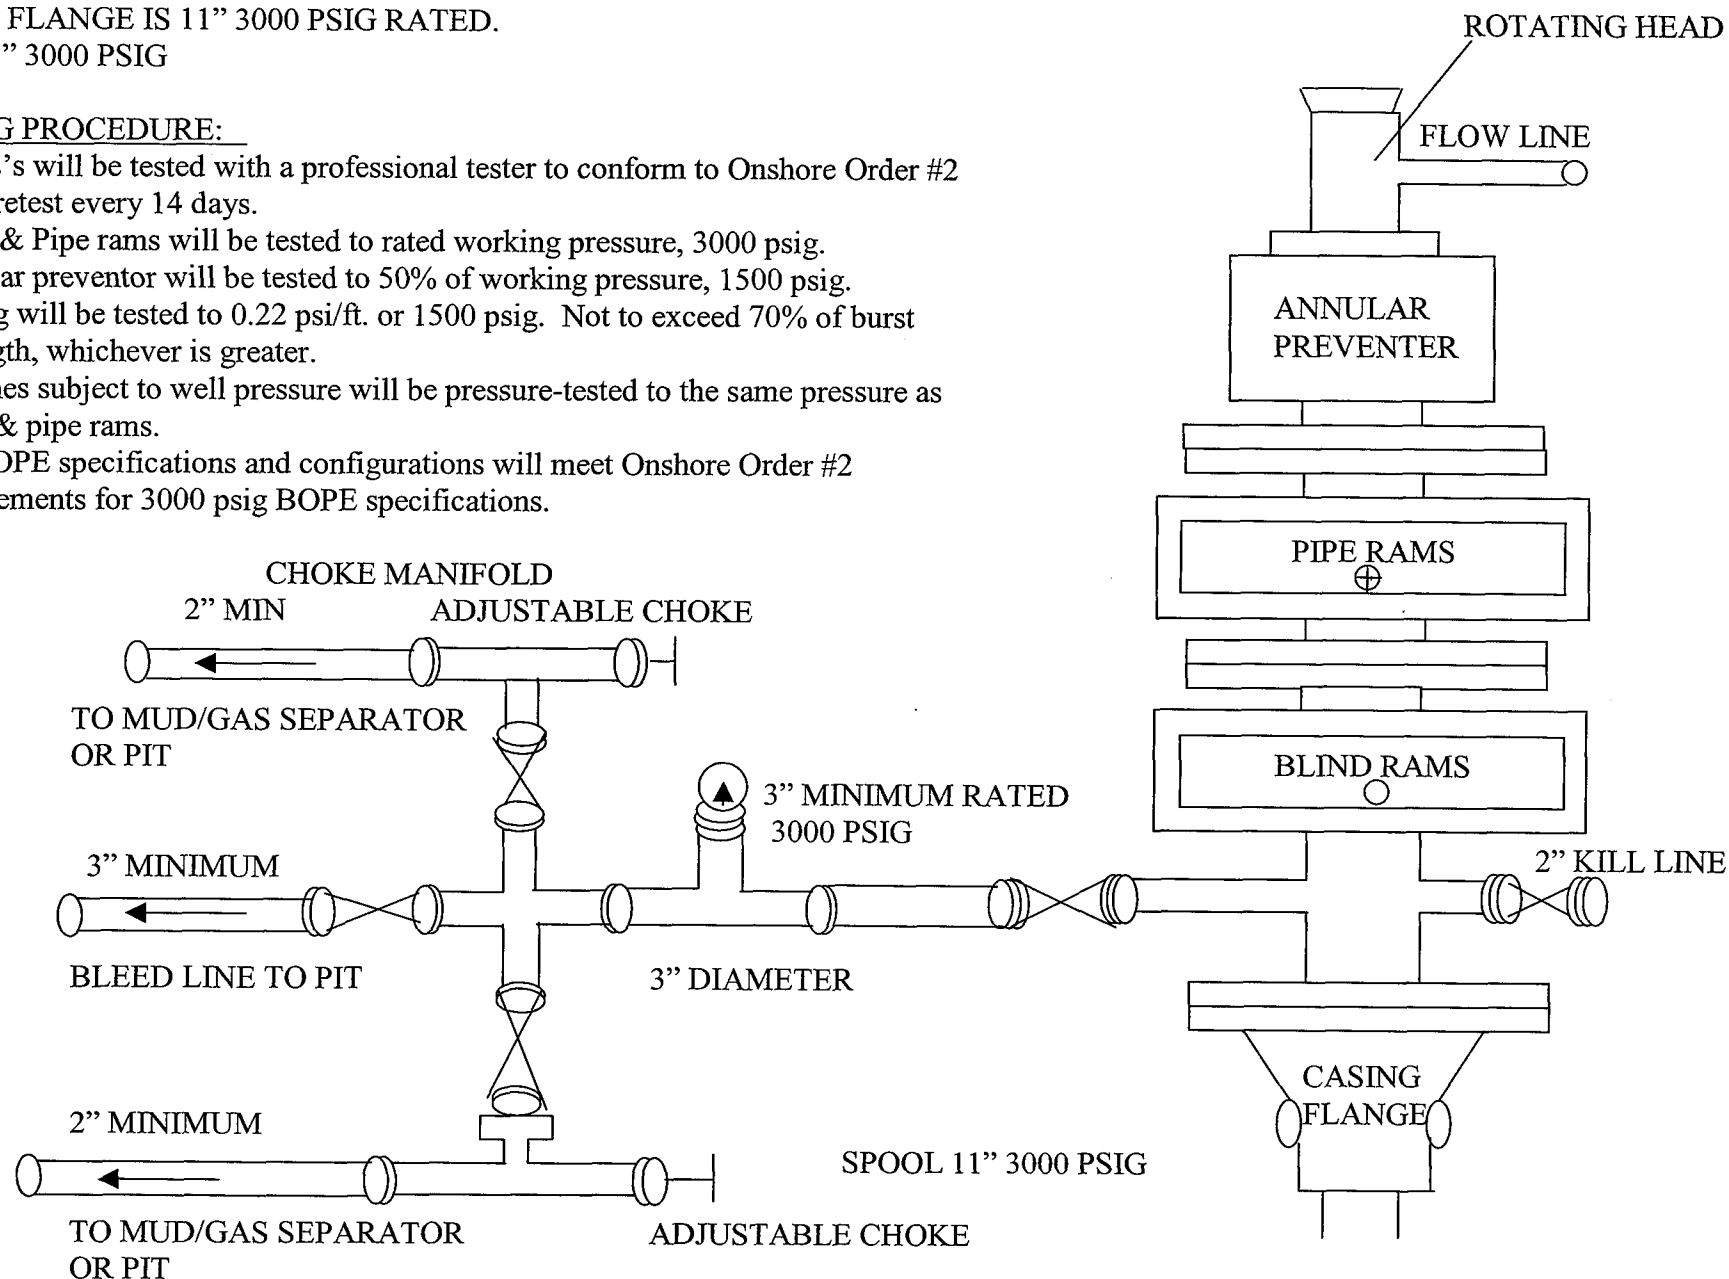 FLANGE IS 11” 3000 PSIG RATED.
” 3000 PSIG
G PROCEDURE:
’s will be tested with a professional tester to conform to Onshore Order #2
retest every 14 days.
& Pipe rams will be tested to rated working pressure, 3000 psig.
ar preventor will be tested to 50% of working pressure, 1500 psig.
g will be tested to 0.22 psi/ft. or 1500 psig. Not to exceed 70% of burst
gth, whichever is greater.
nes subject to well pressure will be pressure-tested to the same pressure as
& pipe rams.
OPE specifications and configurations will meet Onshore Order #2
ements for 3000 psig BOPE specifications.
ROTATING HEAD
FLOW LINE
ANNULAR
PREVENTER
PIPE RAMS
BLIND RAMS
2” KILL LINE
CASING
FLANGE
CHOKE MANIFOLD
2” MIN
ADJUSTABLE CHOKE
TO MUD/GAS SEPARATOR
OR PIT
3” MINIMUM RATED
3000 PSIG
3” MINIMUM
BLEED LINE TO PIT
3” DIAMETER
2” MINIMUM
SPOOL 11” 3000 PSIG
TO MUD/GAS SEPARATOR
OR PIT
ADJUSTABLE CHOKE